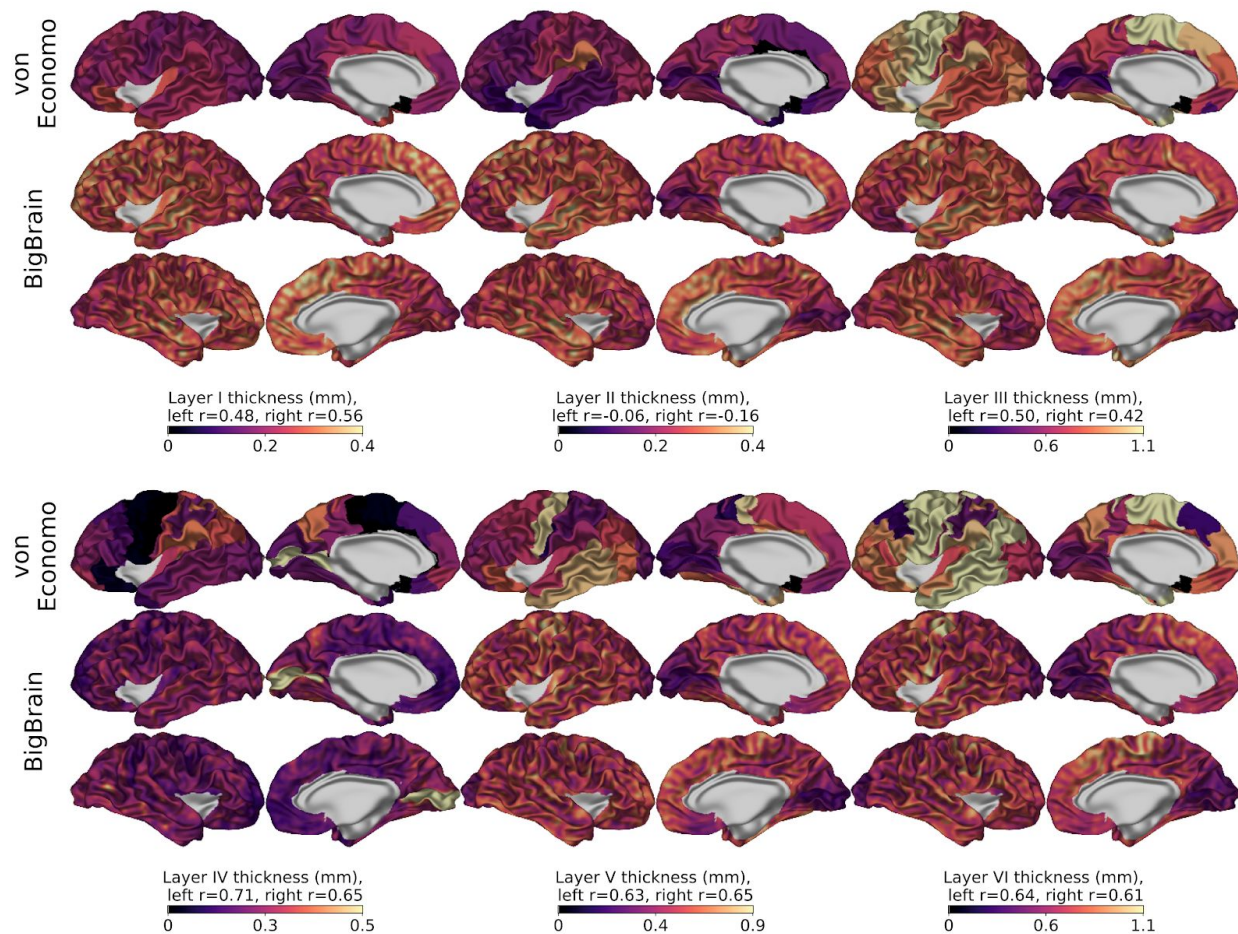 von
Economo
BigBrain
Layer I thickness (mm),
left r=0.48, right r=0.56
0 0.2 0.4
Layer II thickness (mm),
left r=-0.06, right r=-0.16
0 0.2 0.4
Layer III thickness (mm),
left r=0.50, right r=0.42
0 0.6 1.1
von
Economo
BigBrain
Layer IV thickness (mm),
left r=0.71, right r=0.65
0 0.3 0.5
Layer V thickness (mm),
left r=0.63, right r=0.65
0 0.4 0.9
Layer VI thickness (mm),
left r=0.64, right r=0.61
0 0.6 1.1